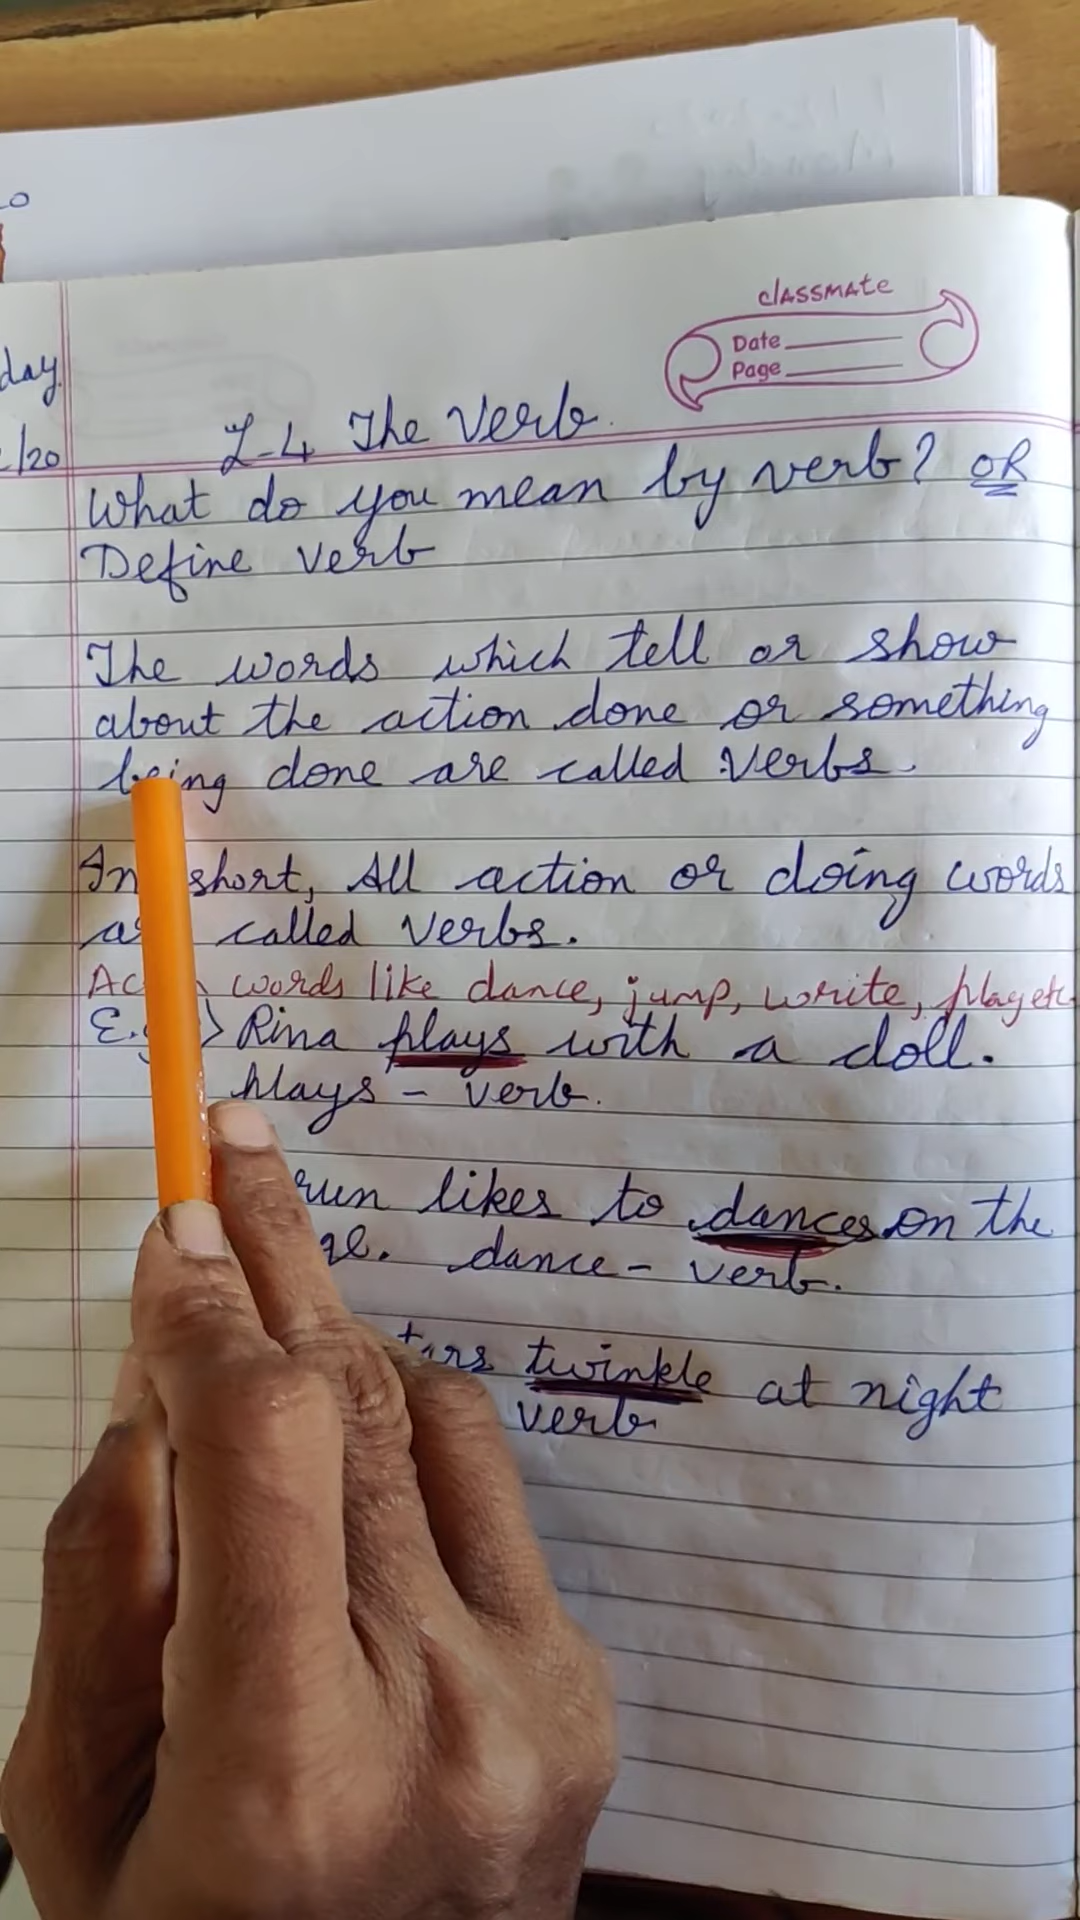 classmate
Date
Page
day
/20
L-4 The Verb.
What do you mean by verb? OR
Define verb
The words which tell or show
about the action done or something
being done are called Verbs.
In short, All action or doing words
called Verbs.
words like dance, jump, write, play etc
E.g Rina plays with a doll.
plays - verb.
likes to dances on the
dance - verb.
twinkle at night
verb